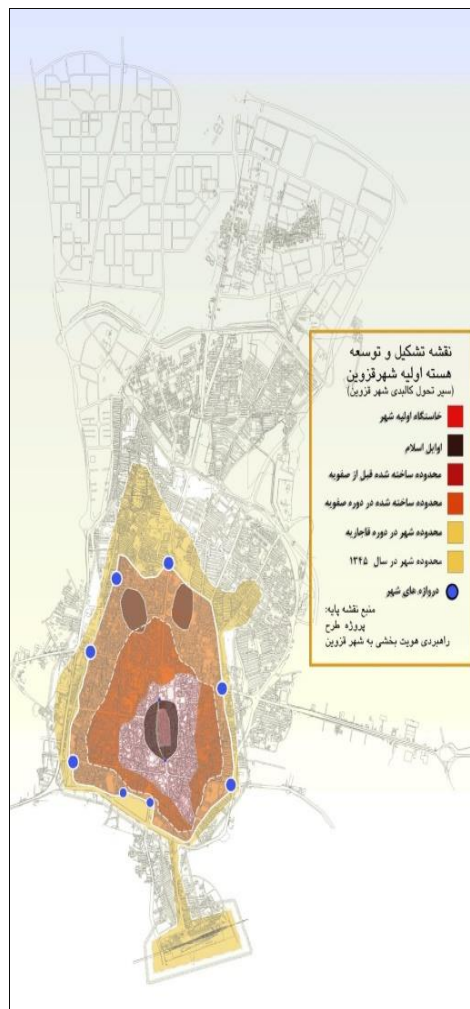 نقشه تشکیل و توسعه
هسته اولیه شهرقزوین
(سیر تحول کالبدی شهر قزوین)
خاستگاه اولیه شهر
اوایل اسلام
محدوده ساخته شده قبل از صفویه
محدوده ساخته شده در دوره صفویه
محدوده شهر در دوره قاجاریه
محدوده شهر در سال ۱۳۴۵
دروازه های شهر
منبع نقشه پایه:
پروژه طرح
راهبردی هویت بخشی به شهر قزوین